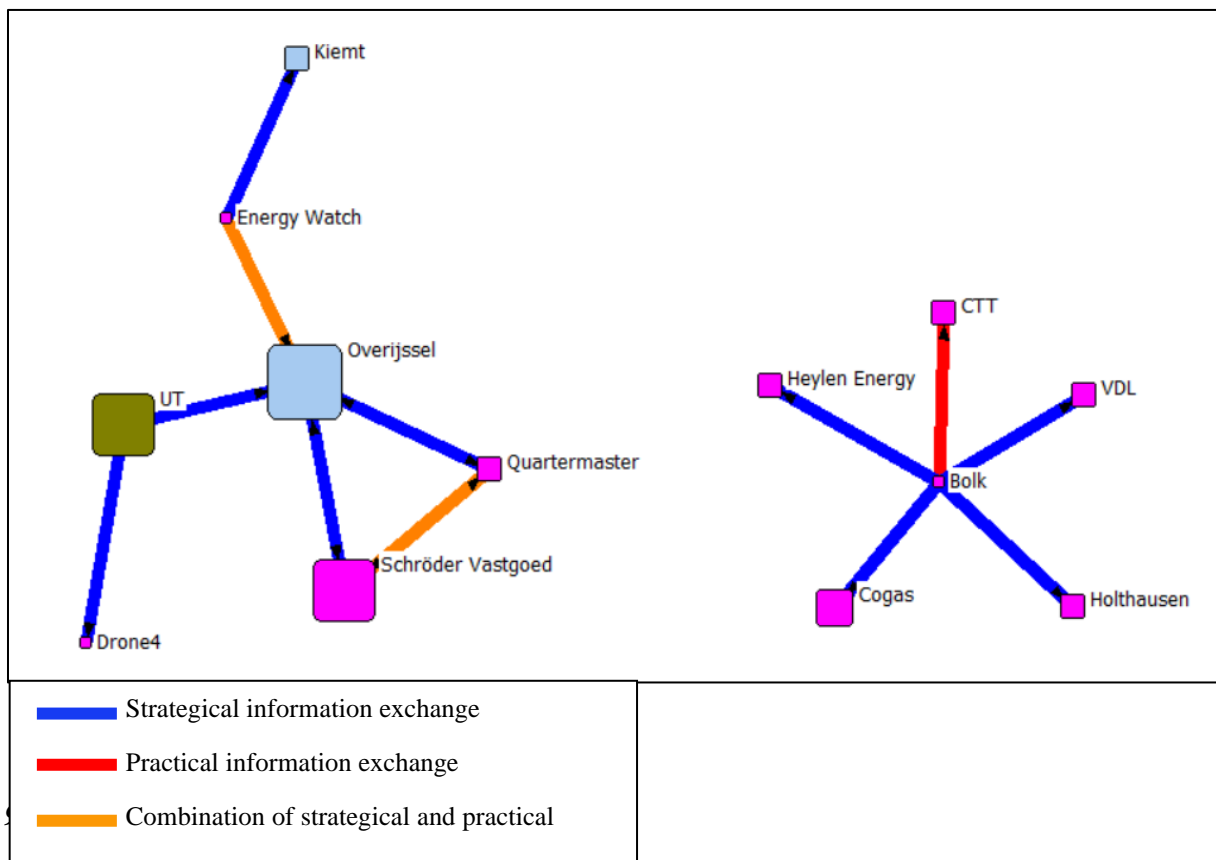 Kiemt
Energy Watch
Overijssel
UT
Quartermaster
Schröder Vastgoed
Drone4
CTT
Heylen Energy
VDL
Bolk
Cogas
Holthausen
Strategical information exchange
Practical information exchange
Combination of strategical and practical